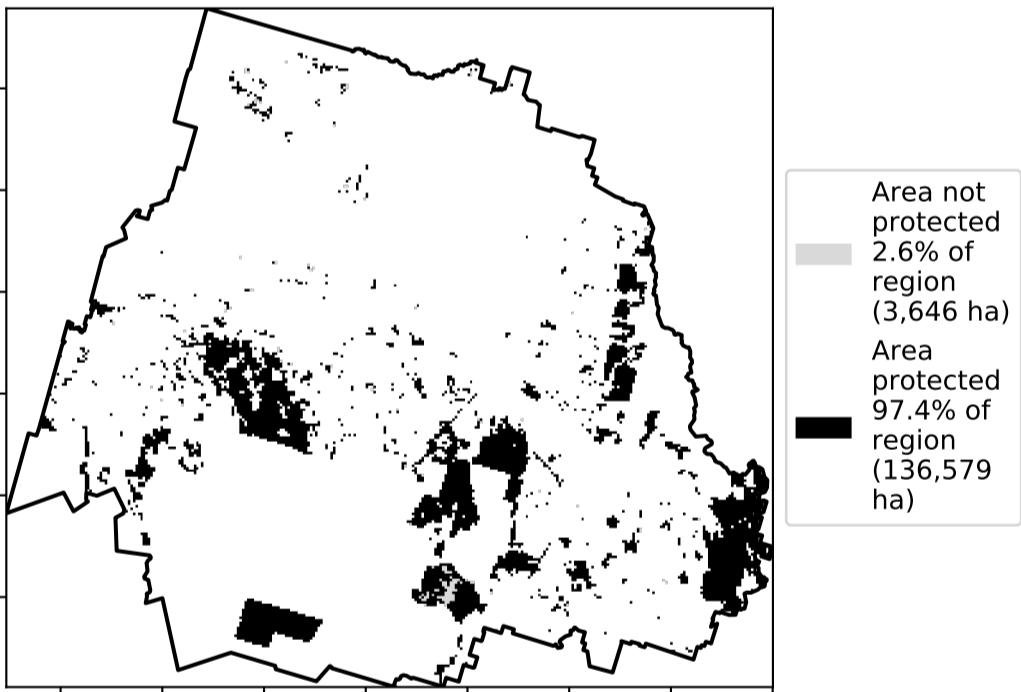 Area not
protected
2.6% of
region
(3,646 ha)
Area
protected
97.4% of
region
(136,579
ha)